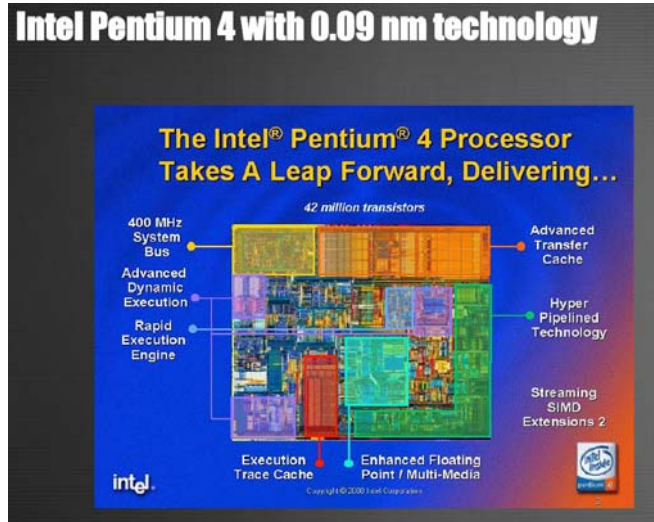 Intel Pentium 4 with 0.09 nm technology
The Intel® Pentium® 4 Processor
Takes A Leap Forward, Delivering...
42 million transistors
400 MHz
System
Bus
Advanced
Transfer
Cache
Advanced
Dynamic
Execution
Hyper
Pipelined
Technology
Rapid
Execution
Engine
Streaming
SIMD
Extensions 2
Execution
Trace Cache
Enhanced Floating
Point / Multi-Media
intel.
Copyright © 2000 Intel Corporation
intel
inside
pentium 4